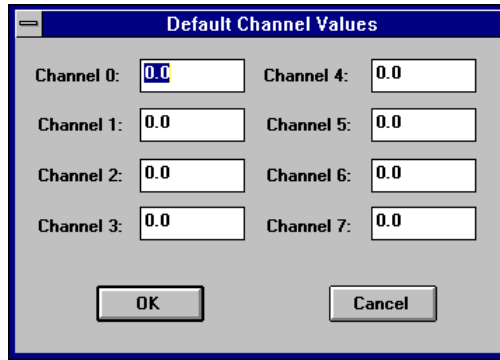 Default Channel Values
Channel 0: 0.0 Channel 4: 0.0
Channel 1: 0.0 Channel 5: 0.0
Channel 2: 0.0 Channel 6: 0.0
Channel 3: 0.0 Channel 7: 0.0
OK Cancel